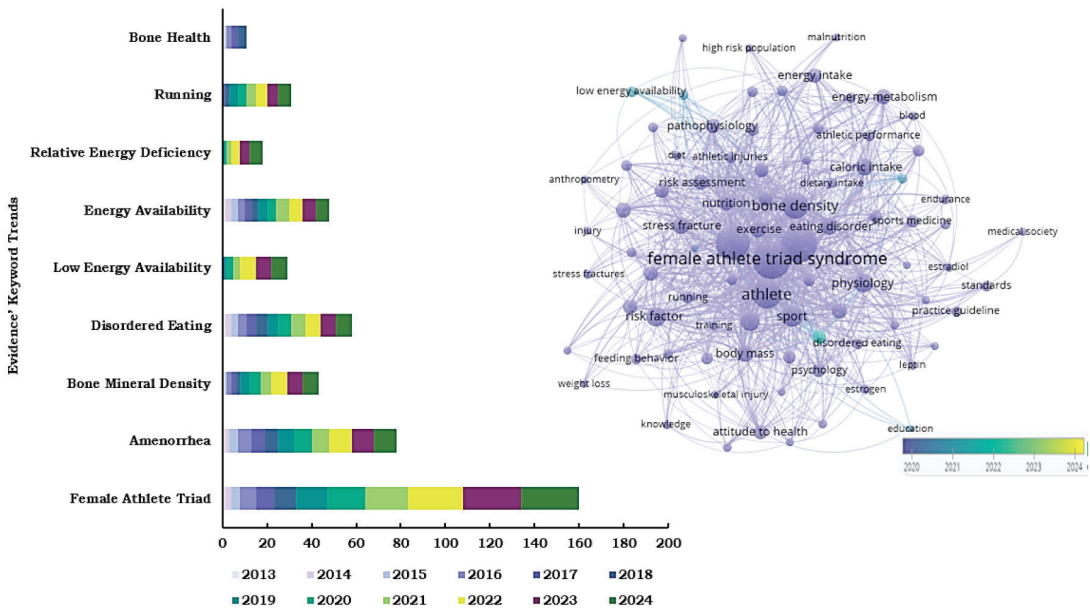 Evidence' Keyword Trends
Bone Health
Running
Relative Energy Deficiency
Energy Availability
Low Energy Availability
Disordered Eating
Bone Mineral Density
Amenorrhea
Female Athlete Triad
0 20 40 60 80 100 120 140 160 180 200
2013 2014 2015 2016 2017 2018
2019 2020 2021 2022 2023 2024
malnutrition
high risk population
energy intake
low energy availability
energy metabolism
blood
pathophysiology
athletic performance
diet
athletic injuries
caloric intake
anthropometry
risk assessment
dietary intake
endurance
nutrition
bone density
sports medicine
injury
stress fracture
exercise
eating disorder
medical society
female athlete triad syndrome
estradiol
stress fractures
physiology
standards
running
athlete
practice guideline
risk factor
training
sport
disordered eating
feeding behavior
body mass
psychology
leptin
weight loss
musculoskeletal injury
estrogen
knowledge
attitude to health
education
2020 2021 2022 2023 2024